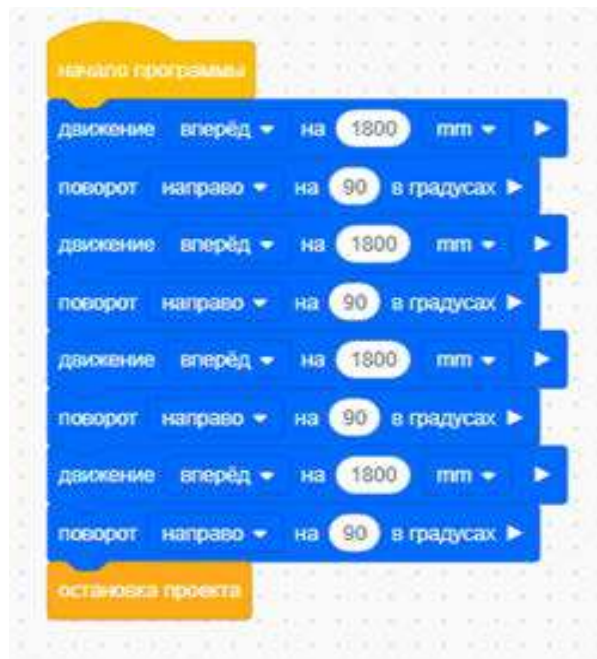 начало программы
движение вперёд на 1800 mm
поворот направо на 90 в градусах
движение вперёд на 1800 mm
поворот направо на 90 в градусах
движение вперёд на 1800 mm
поворот направо на 90 в градусах
движение вперёд на 1800 mm
поворот направо на 90 в градусах
остановка проекта